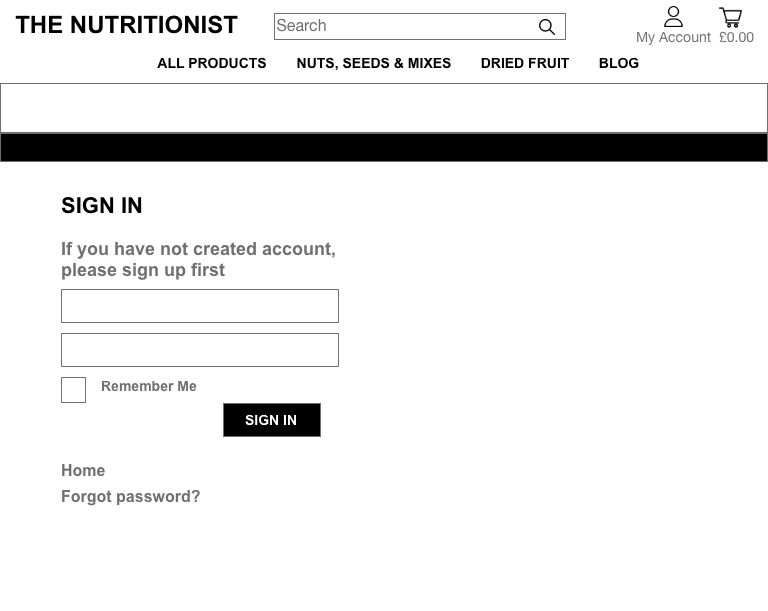 THE NUTRITIONIST
Search
My Account £0.00
ALL PRODUCTS NUTS, SEEDS & MIXES DRIED FRUIT BLOG
SIGN IN
If you have not created account,
please sign up first
Remember Me
SIGN IN
Home
Forgot password?